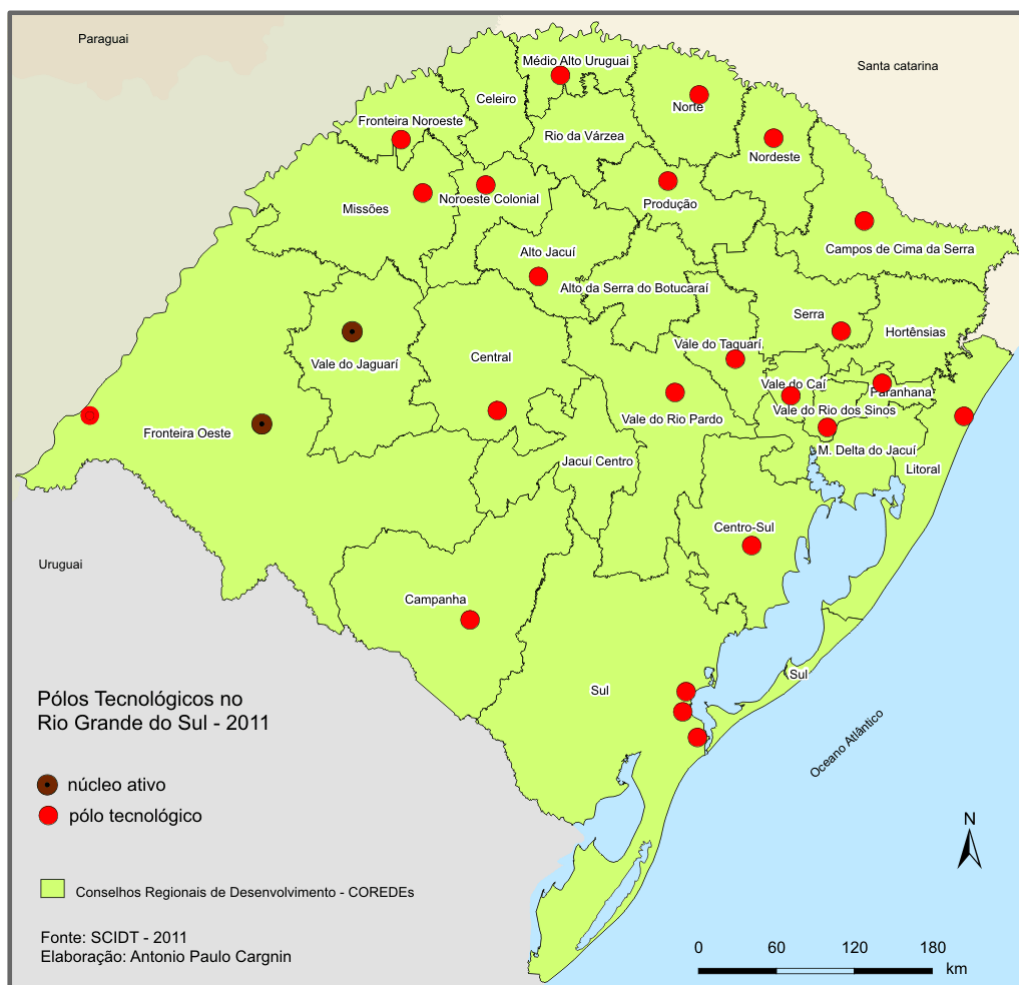 Paraguai
Santa catarina
Médio Alto Uruguai
Celeiro
Norte
Fronteira Noroeste
Rio da Várzea
Nordeste
Missões
Noroeste Colonial
Produção
Campos de Cima da Serra
Alto Jacuí
Alto da Serra do Botucaraí
Serra
Hortênsias
Vale do Jaguarí
Central
Vale do Taquarí
Vale do Caí
Paranhana
Vale do Rio dos Sinos
Vale do Rio Pardo
Fronteira Oeste
M. Delta do Jacuí
Jacuí Centro
Litoral
Centro-Sul
Uruguai
Campanha
Sul
Sul
Oceano Atlântico
Pólos Tecnológicos no
Rio Grande do Sul - 2011
núcleo ativo
pólo tecnológico
Conselhos Regionais de Desenvolvimento - COREDEs
Fonte: SCIDT - 2011
Elaboração: Antonio Paulo Cargnin
N
0 60 120 180
km